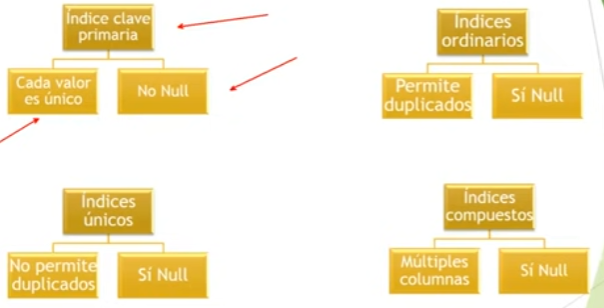 Índice clave
primaria
Cada valor
es único
No Null
Índices
ordinarios
Permite
duplicados
Sí Null
Índices
únicos
No permite
duplicados
Sí Null
Índices
compuestos
Múltiples
columnas
Sí Null